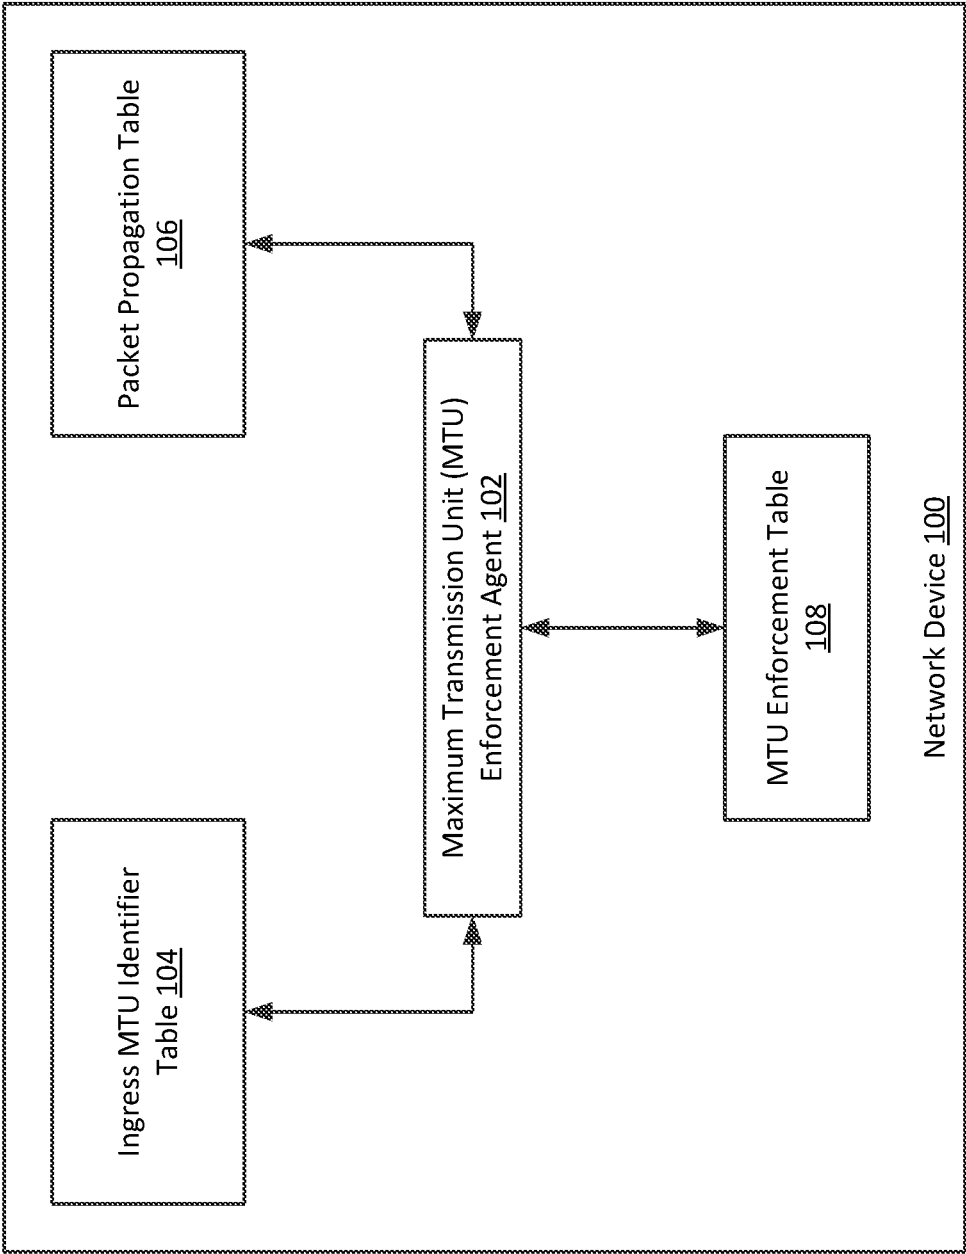 Ingress MTU Identifier
Table 104
Packet Propagation Table
106
Maximum Transmission Unit (MTU)
Enforcement Agent 102
MTU Enforcement Table
108
Network Device 100